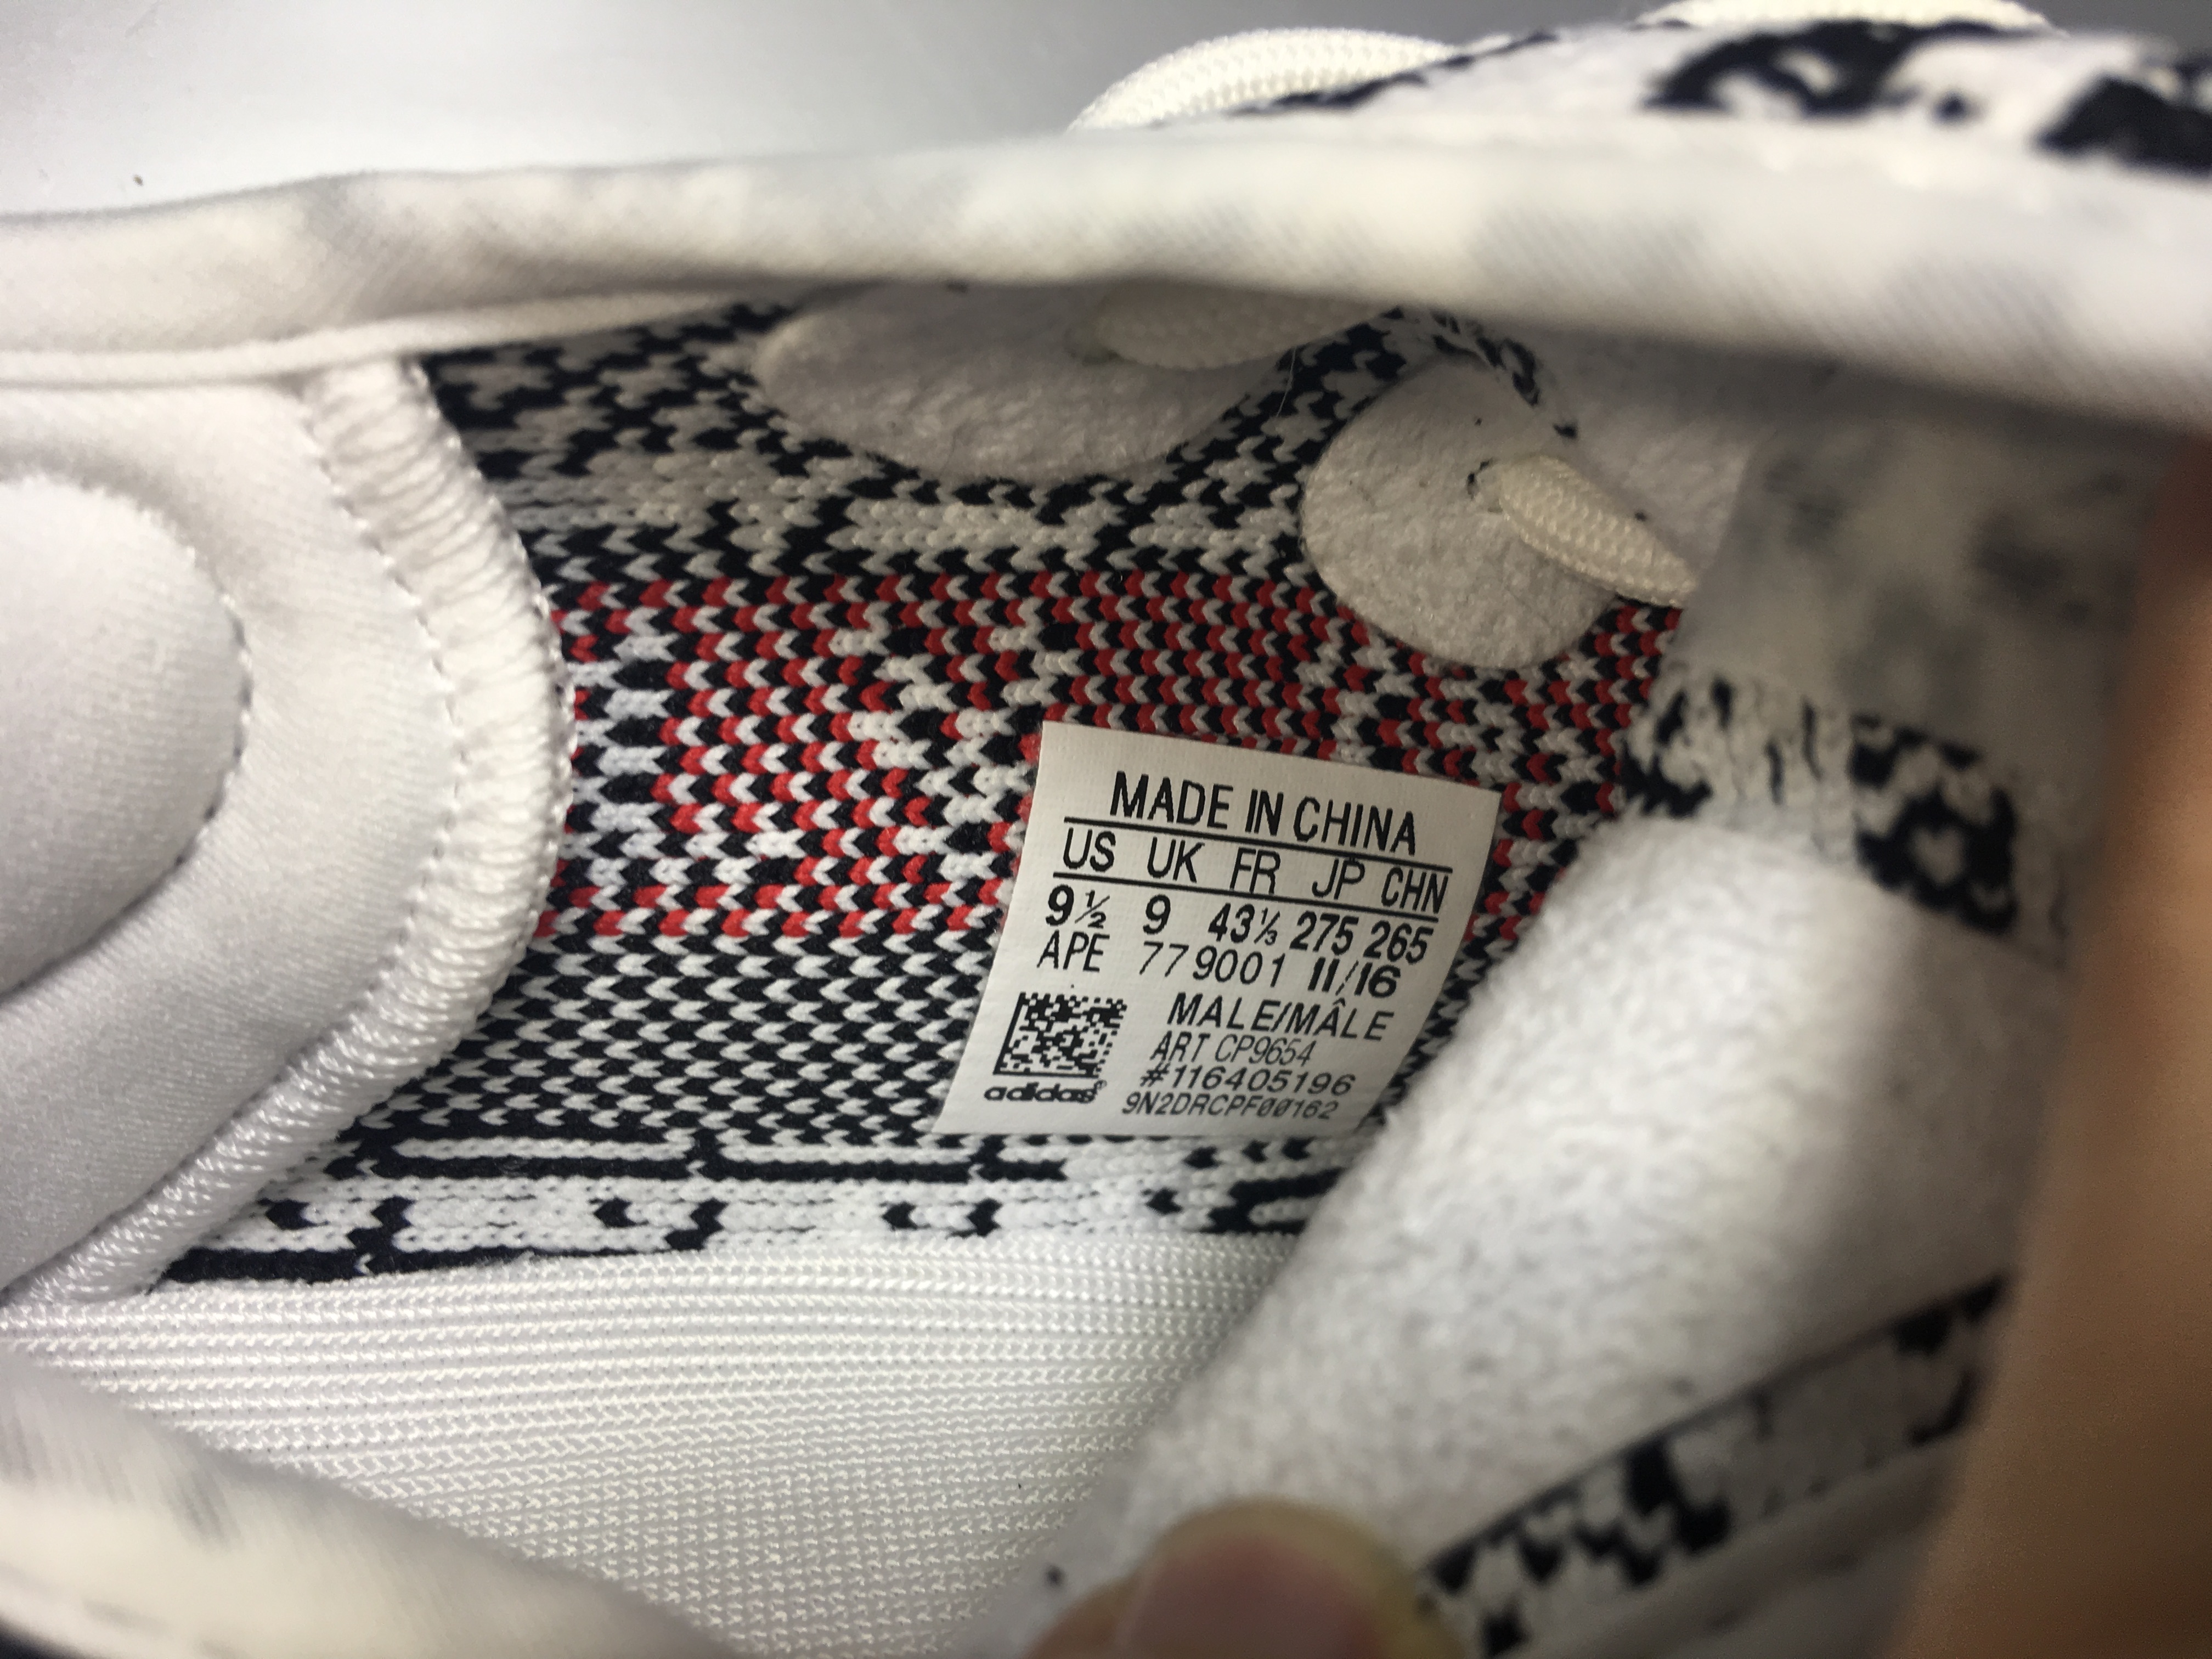 MADE IN CHINA
US UK FR JP CHN
9½ 9 43⅓ 275 265
APE 779001 11/16
MALE/MÂLE
ART CP9654
#116405196
adidas® 9N2DRCPF00162